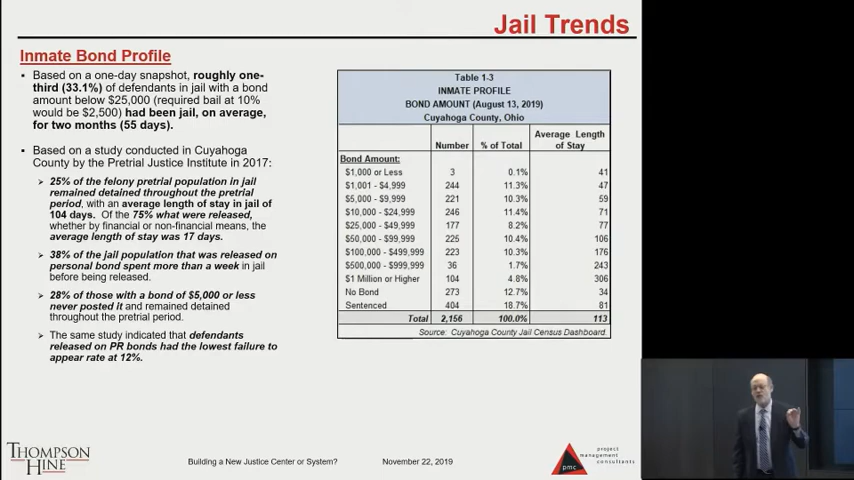 Jail Trends
Inmate Bond Profile
▪ Based on a one-day snapshot, roughly one-
third (33.1%) of defendants in jail with a bond
amount below $25,000 (required bail at 10%
would be $2,500) had been jail, on average,
for two months (55 days).
▪ Based on a study conducted in Cuyahoga
County by the Pretrial Justice Institute in 2017:
➢ 25% of the felony pretrial population in jail
remained detained throughout the pretrial
period, with an average length of stay in jail of
104 days. Of the 75% what were released,
whether by financial or non-financial means, the
average length of stay was 17 days.
➢ 38% of the jail population that was released on
personal bond spent more than a week in jail
before being released.
➢ 28% of those with a bond of $5,000 or less
never posted it and remained detained
throughout the pretrial period.
➢ The same study indicated that defendants
released on PR bonds had the lowest failure to
appear rate at 12%.
Table 1-3
INMATE PROFILE
BOND AMOUNT (August 13, 2019)
Cuyahoga County, Ohio
Number % of Total Average Length of Stay
Bond Amount:
$1,000 or Less 3 0.1% 41
$1,001 - $4,999 244 11.3% 47
$5,000 - $9,999 221 10.3% 59
$10,000 - $24,999 246 11.4% 71
$25,000 - $49,999 177 8.2% 77
$50,000 - $99,999 225 10.4% 106
$100,000 - $499,999 223 10.3% 176
$500,000 - $999,999 36 1.7% 243
$1 Million or Higher 104 4.8% 306
No Bond 273 12.7% 34
Sentenced 404 18.7% 81
Total 2,156 100.0% 113
Source: Cuyahoga County Jail Census Dashboard.
THOMPSON
HINE
Building a New Justice Center or System?
November 22, 2019
pmc
project
management
consultants